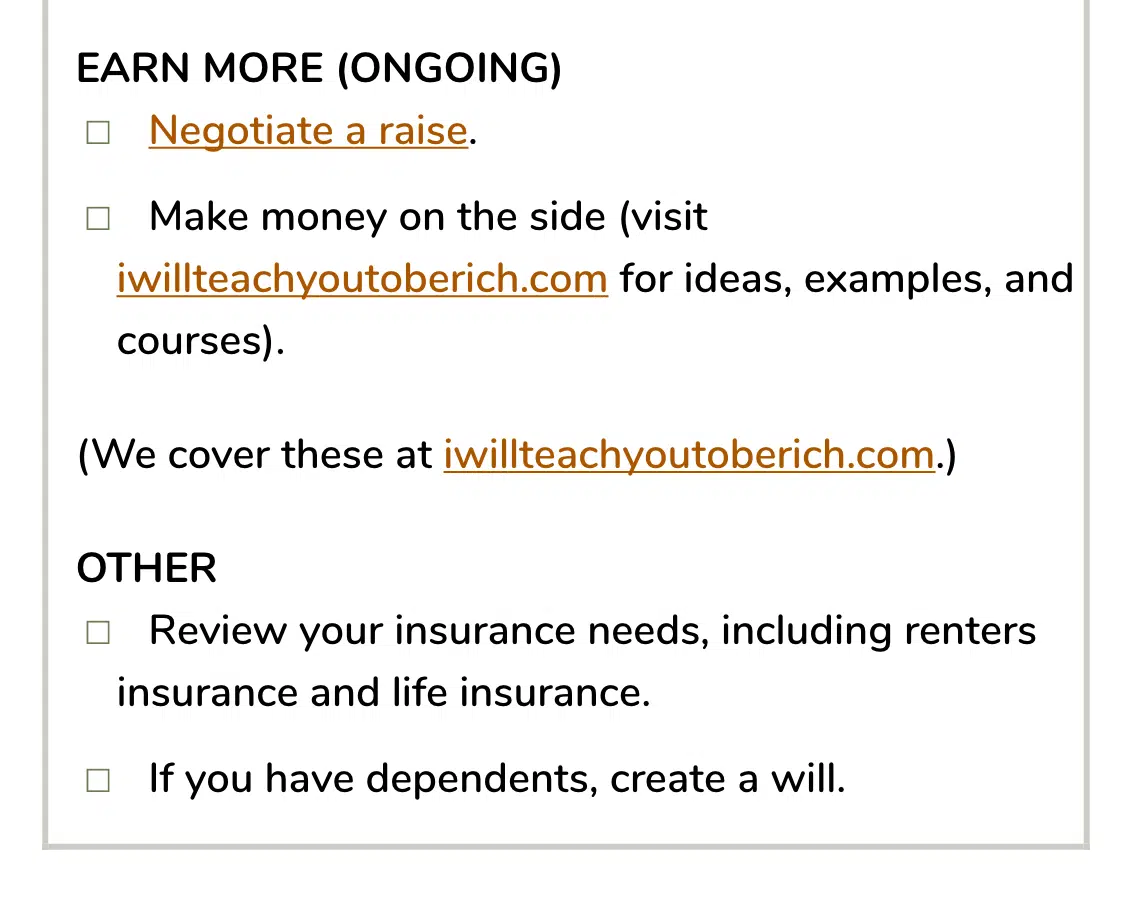 EARN MORE (ONGOING)
□ Negotiate a raise.
□ Make money on the side (visit
iwillteachyoutoberich.com for ideas, examples, and
courses).
(We cover these at iwillteachyoutoberich.com.)
OTHER
□ Review your insurance needs, including renters
insurance and life insurance.
□ If you have dependents, create a will.